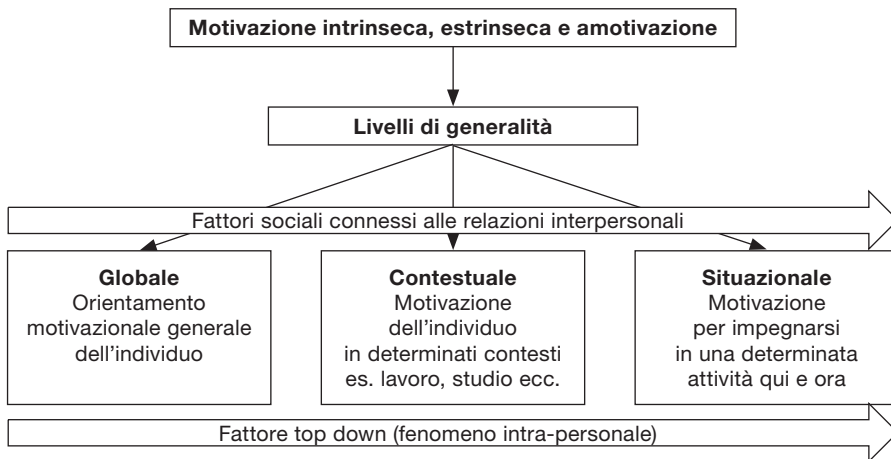 Motivazione intrinseca, estrinseca e amotivazione
Livelli di generalità
Fattori sociali connessi alle relazioni interpersonali
Globale
Orientamento
motivazionale generale
dell'individuo
Contestuale
Motivazione
dell'individuo
in determinati contesti
es. lavoro, studio ecc.
Situazionale
Motivazione
per impegnarsi
in una determinata
attività qui e ora
Fattore top down (fenomeno intra-personale)